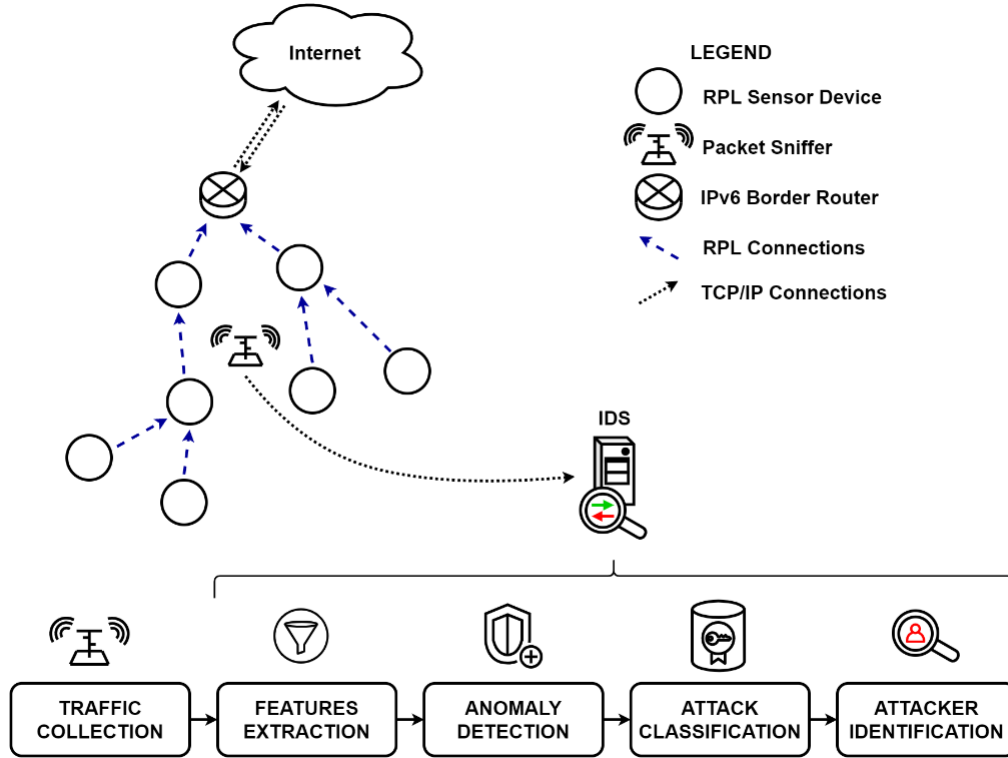 Internet
LEGEND
RPL Sensor Device
Packet Sniffer
IPv6 Border Router
RPL Connections
TCP/IP Connections
IDS
TRAFFIC
COLLECTION
FEATURES
EXTRACTION
ANOMALY
DETECTION
ATTACK
CLASSIFICATION
ATTACKER
IDENTIFICATION